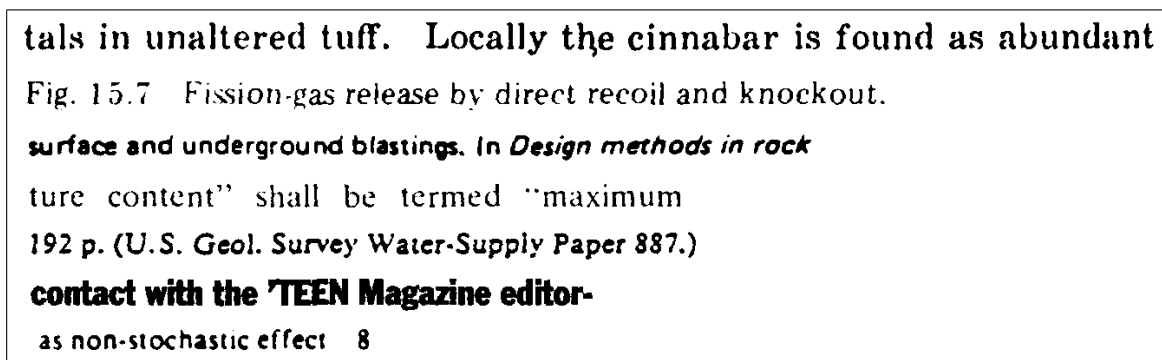 tals in unaltered tuff. Locally the cinnabar is found as abundant
Fig. 15.7 Fission-gas release by direct recoil and knockout.
surface and underground blastings. In Design methods in rock
ture content” shall be termed “maximum
192 p. (U.S. Geol. Survey Water-Supply Paper 887.)
contact with the ’TEEN Magazine editor-
as non-stochastic effect 8